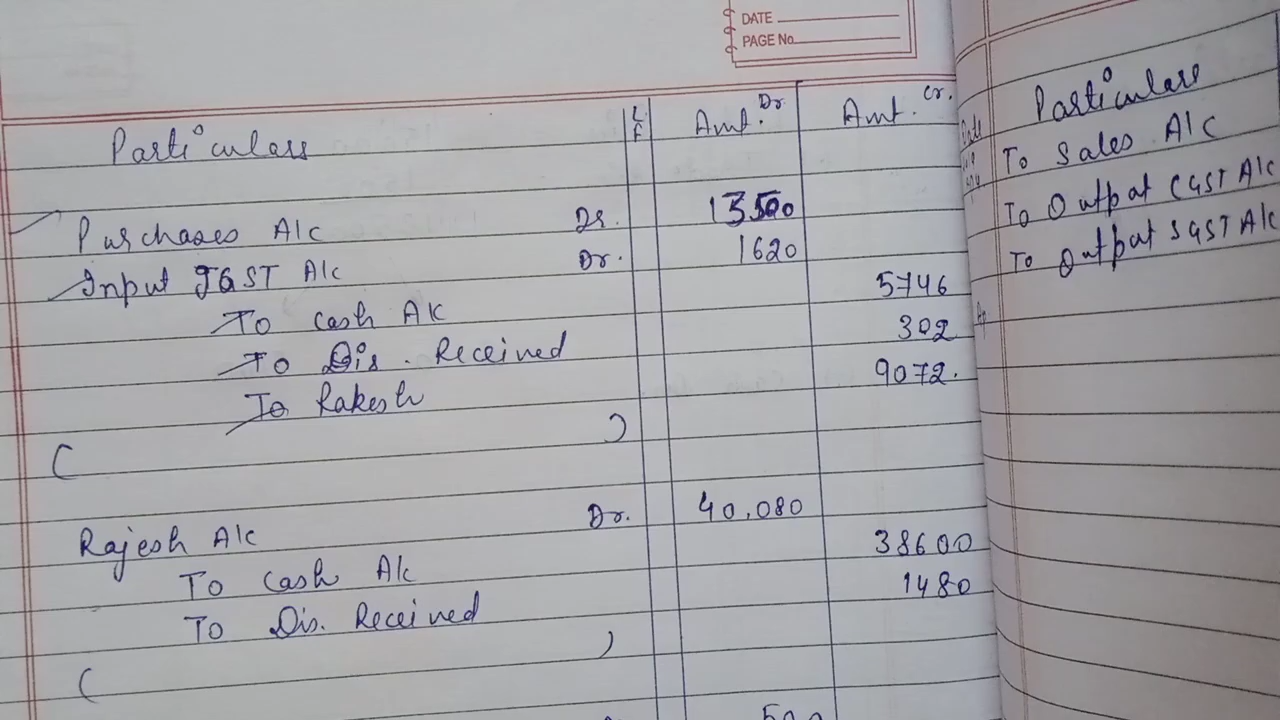 DATE
PAGE No.
Particulars L.F Amt. Dr. Amt. Cr.
Purchases A/c Dr. 13500
Input IGST A/c Dr. 1620
To Cash A/c 5746
To Dis. Received 302
To Rakesh 9072.
( )
Rajesh A/c Dr. 40,080
To Cash A/c 38600
To Dis. Received 1480
( )
500
Date Particulars
To Sales A/c
To Output CGST A/c
To Output SGST A/c